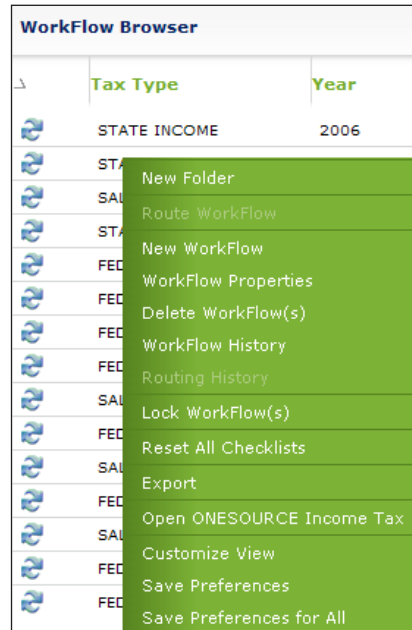 WorkFlow Browser
Tax Type Year
STATE INCOME 2006
STA
New Folder
SAL
Route WorkFlow
STA
New WorkFlow
FED
WorkFlow Properties
FED
Delete WorkFlow(s)
FED
WorkFlow History
FED
Routing History
SAL
Lock WorkFlow(s)
FED
Reset All Checklists
SAL
Export
FED
Open ONESOURCE Income Tax
SAL
Customize View
FED
Save Preferences
FED
Save Preferences for All